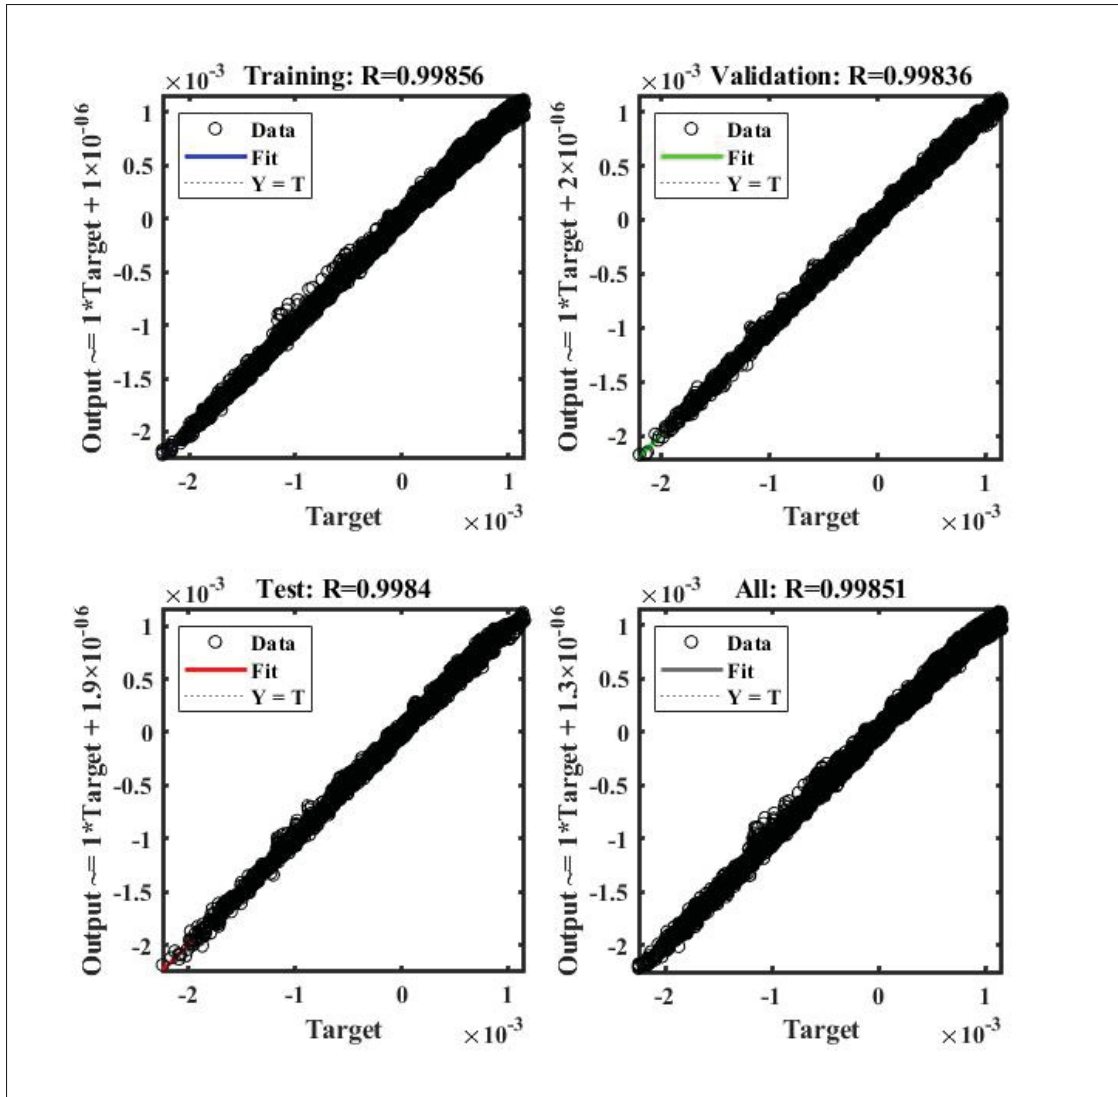 ×10⁻³ Training: R=0.99856
Output ~= 1*Target + 1×10⁻⁰⁶
1
0.5
0
-0.5
-1
-1.5
-2
Data
Fit
Y = T
-2 -1 0 1
Target ×10⁻³
×10⁻³ Validation: R=0.99836
Output ~= 1*Target + 2×10⁻⁰⁶
1
0.5
0
-0.5
-1
-1.5
-2
Data
Fit
Y = T
-2 -1 0 1
Target ×10⁻³
×10⁻³ Test: R=0.9984
Output ~= 1*Target + 1.9×10⁻⁰⁶
1
0.5
0
-0.5
-1
-1.5
-2
Data
Fit
Y = T
-2 -1 0 1
Target ×10⁻³
×10⁻³ All: R=0.99851
Output ~= 1*Target + 1.3×10⁻⁰⁶
1
0.5
0
-0.5
-1
-1.5
-2
Data
Fit
Y = T
-2 -1 0 1
Target ×10⁻³